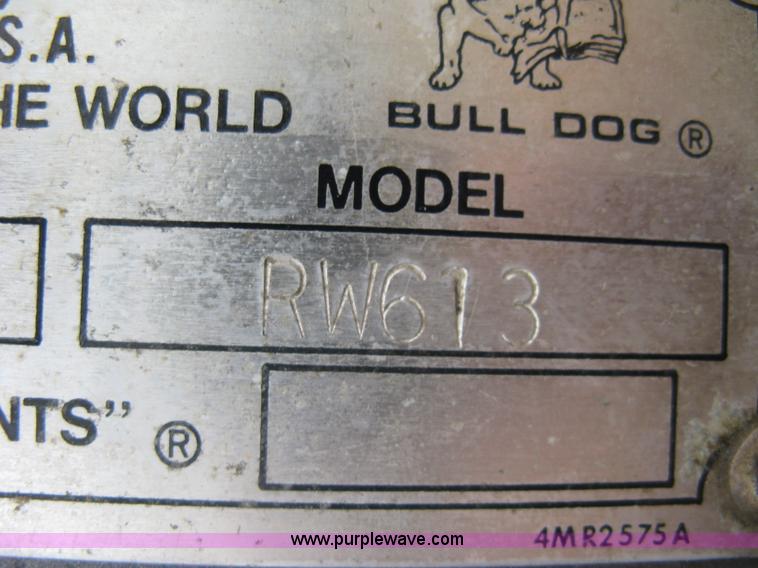 S.A.
HE WORLD
BULL DOG ®
MODEL
RW613
NTS" ®
4MR2575A
www.purplewave.com